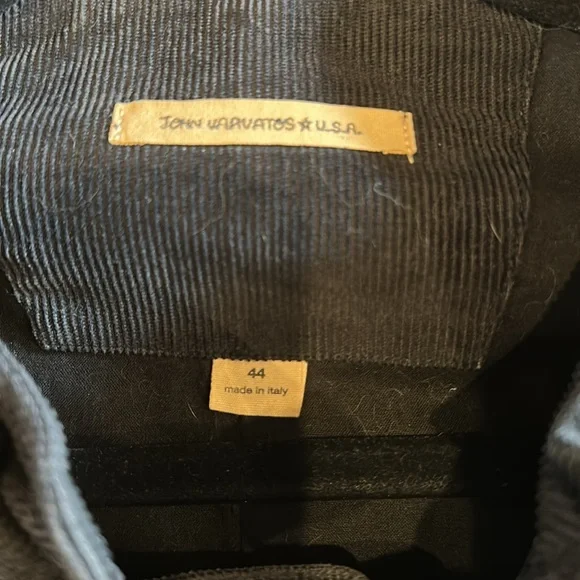 JOHN VARVATOS ★ U.S.A.
44
made in italy